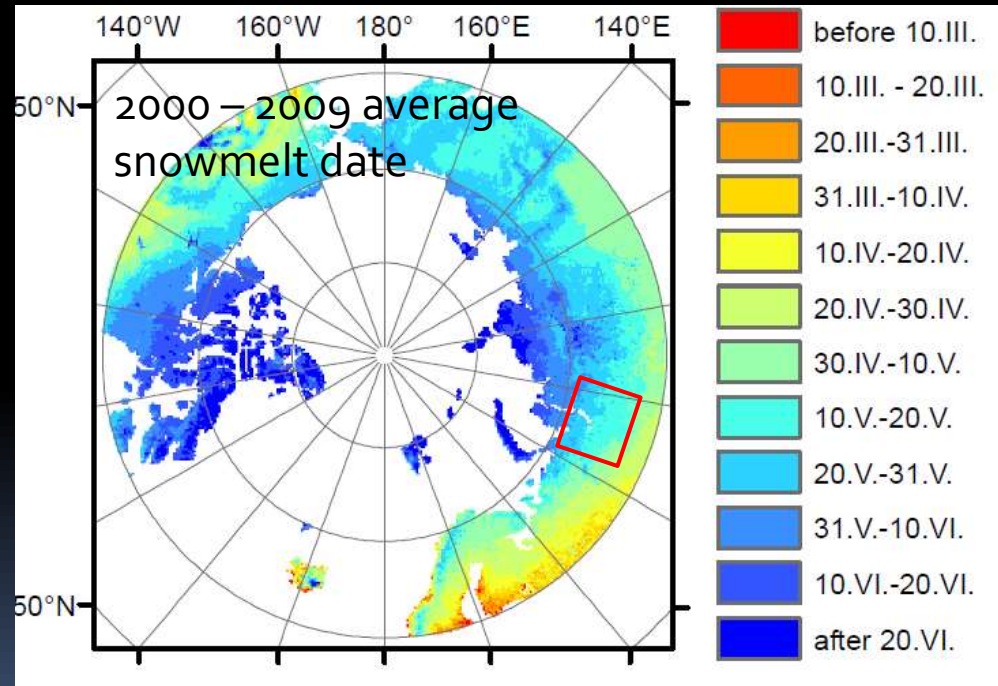 140°W 160°W 180° 160°E 140°E
2000 – 2009 average
snowmelt date
50°N
50°N
before 10.III.
10.III. - 20.III.
20.III.-31.III.
31.III.-10.IV.
10.IV.-20.IV.
20.IV.-30.IV.
30.IV.-10.V.
10.V.-20.V.
20.V.-31.V.
31.V.-10.VI.
10.VI.-20.VI.
after 20.VI.